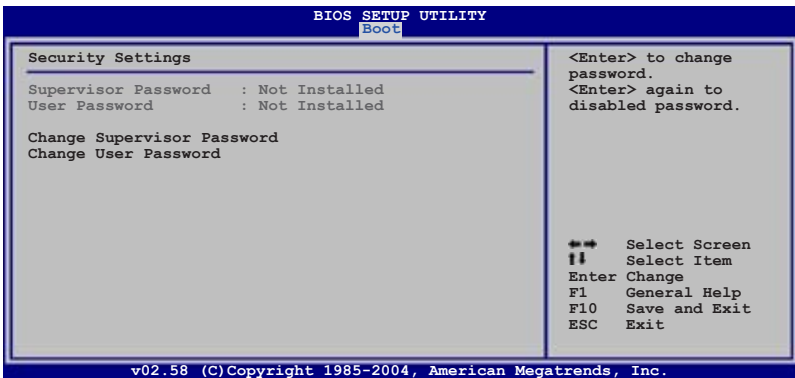 BIOS SETUP UTILITY
Boot
Security Settings
Supervisor Password : Not Installed
User Password : Not Installed
Change Supervisor Password
Change User Password
<Enter> to change
password.
<Enter> again to
disabled password.
←→ Select Screen
↑↓ Select Item
Enter Change
F1 General Help
F10 Save and Exit
ESC Exit
v02.58 (C)Copyright 1985-2004, American Megatrends, Inc.